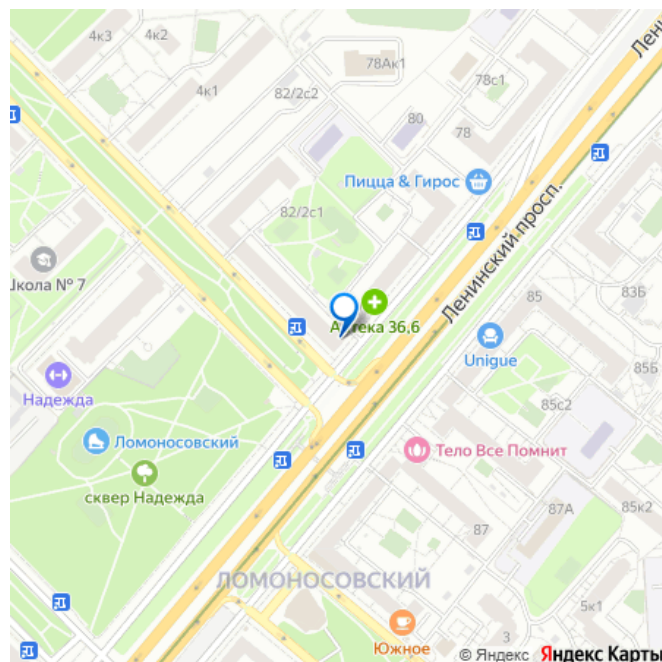 4к3
4к2
Ленин
78Ак1
78с1
4к1
82/2с2
80
78
Пицца & Гирос
82/2с1
Ленинский просп.
Школа № 7
83Б
85
Аптека 36,6
Unigue
85Б
Надежда
85с2
Ломоносовский
Тело Все Помнит
сквер Надежда
87А
85к2
87
ЛОМОНОСОВСКИЙ
5к1
3
Южное
© Яндекс Яндекс Карты